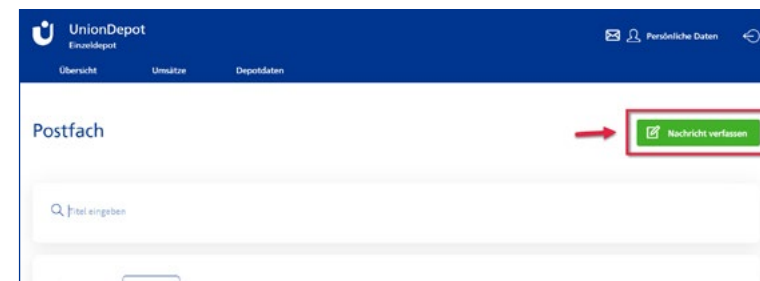 UnionDepot
Einzeldepot
Persönliche Daten
Übersicht Umsätze Depotdaten
Postfach
Nachricht verfassen
Titel eingeben